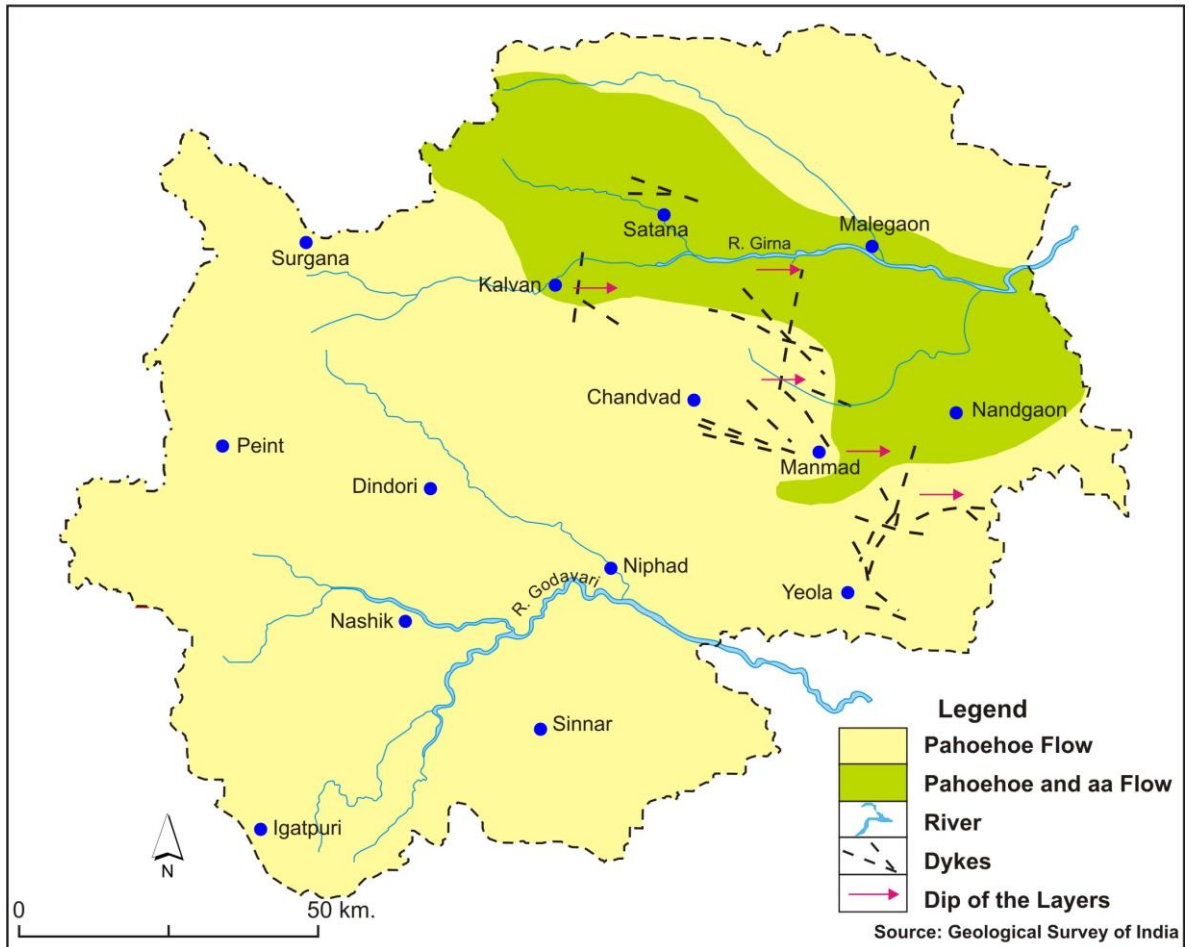 Satana
Malegaon
R. Girna
Surgana
Kalvan
Chandvad
Nandgaon
Peint
Manmad
Dindori
Niphad
R. Godavari
Yeola
Nashik
Sinnar
Igatpuri
N
0
50 km.
Legend
Pahoehoe Flow
Pahoehoe and aa Flow
River
Dykes
Dip of the Layers
Source: Geological Survey of India